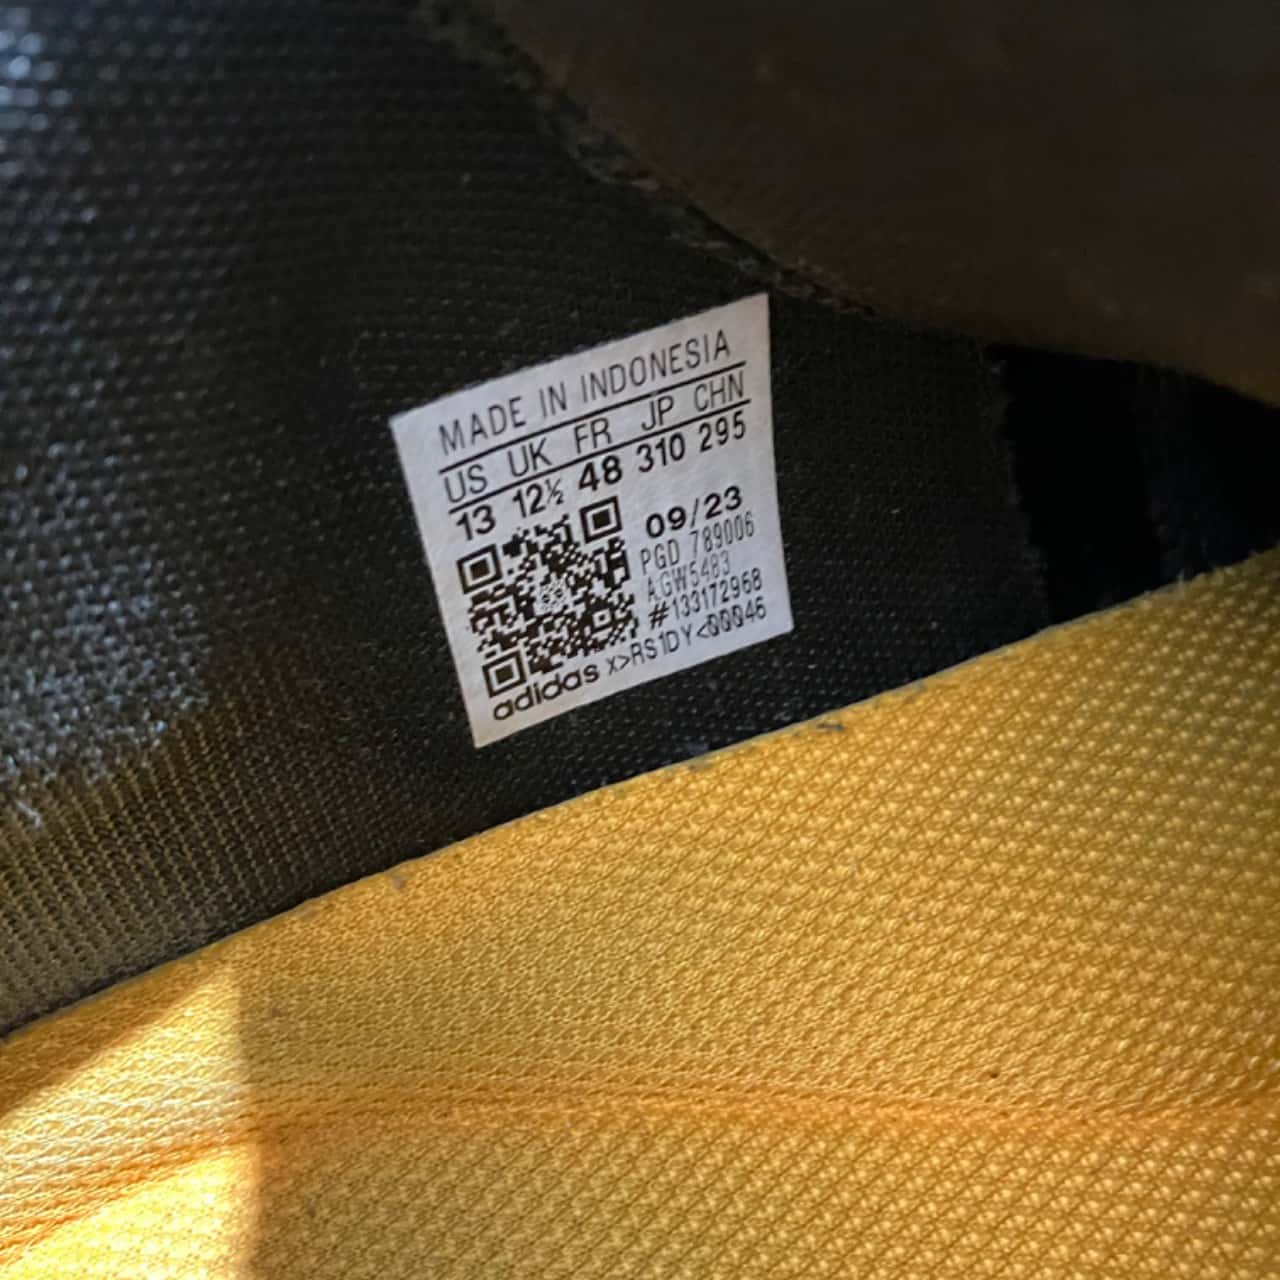 MADE IN INDONESIA
US UK FR JP CHN
13 12½ 48 310 295
09/23
PGD 789006
AGW5483
#133172968
adidas X>RS1DY<00046